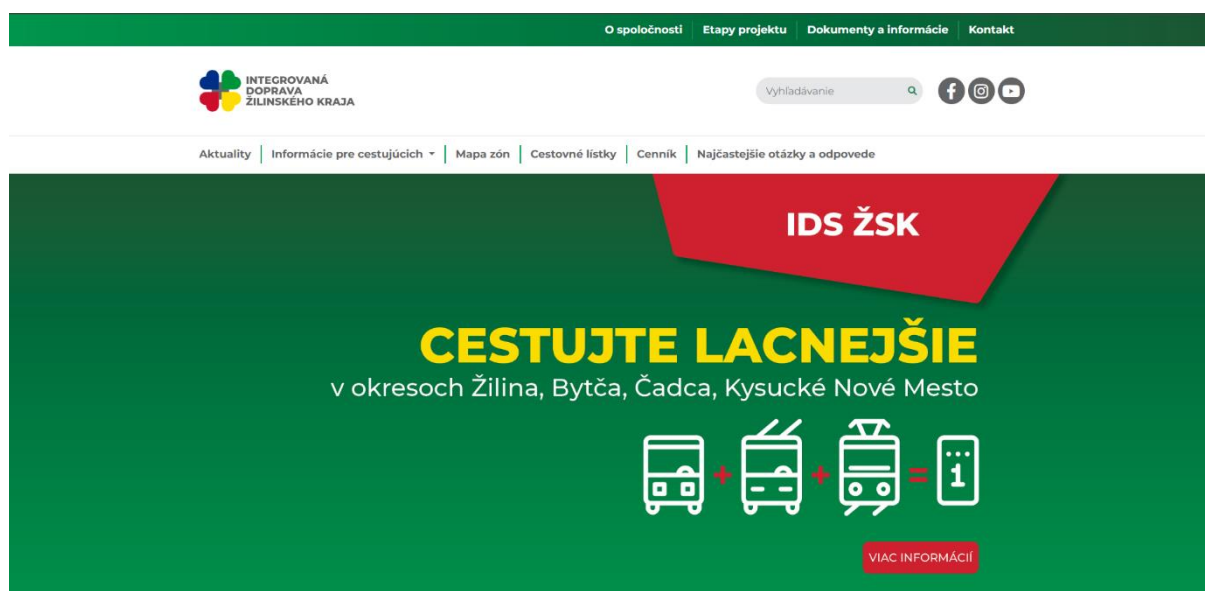 O spoločnosti Etapy projektu Dokumenty a informácie Kontakt
INTEGROVANÁ
DOPRAVA
ŽILINSKÉHO KRAJA
Vyhľadávanie
Aktuality Informácie pre cestujúcich Mapa zón Cestovné lístky Cenník Najčastejšie otázky a odpovede
IDS ŽSK
CESTUJTE LACNEJŠIE
v okresoch Žilina, Bytča, Čadca, Kysucké Nové Mesto
+ + = 1
VIAC INFORMÁCIÍ